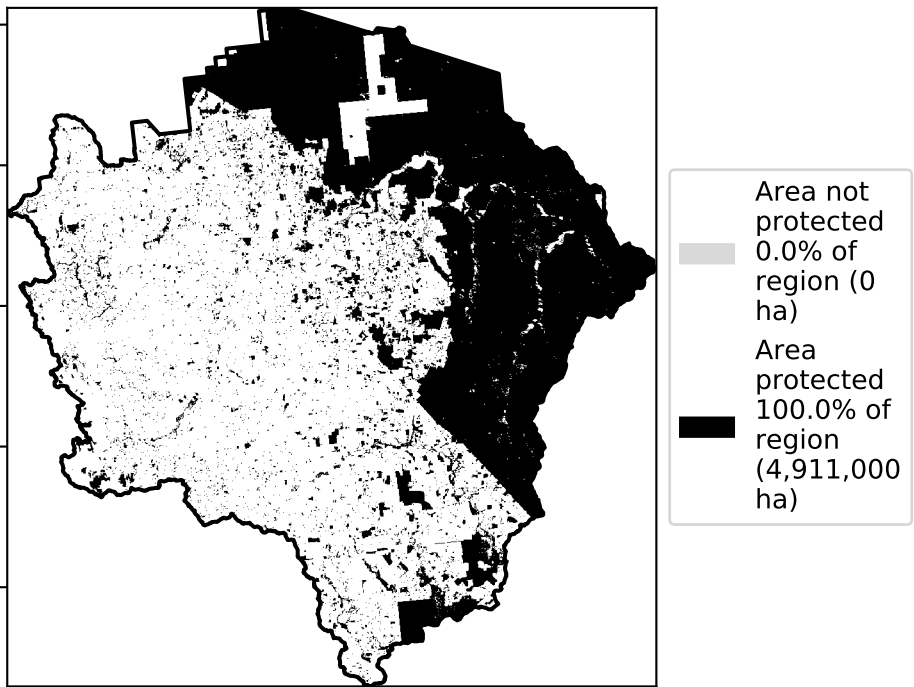 Area not
protected
0.0% of
region (0
ha)
Area
protected
100.0% of
region
(4,911,000
ha)